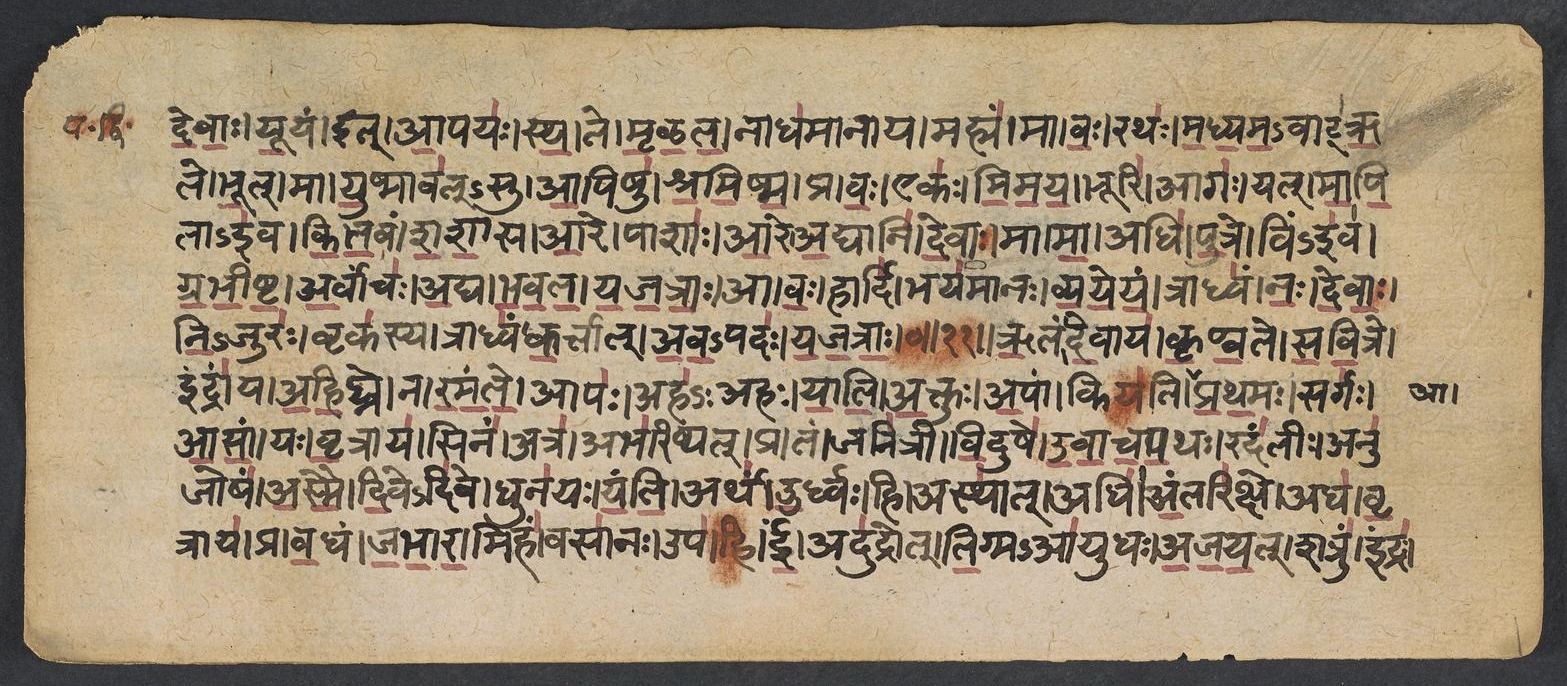 देवाः।यूयं।इत्।आपयः।स्थ।ते।मृळत।नाधमानाय।मह्यं।मा।वः।रथः।मध्यमऽवाट्ऋ
ते।भूत्।मा।युष्मावत्ऽसु।आपिषु।श्रमिष्म।प्र।वः।एकः।मिमय।भूरि।आगः।यत्।मा।पि
ताऽइव।कितवं।शशास।आरे।पाशाः।आरे।अघानि।देवाः।मा।मा।अधि।पुत्रे।विंऽइव।
ग्रभीष्ट।अर्वांचः।अद्य।भवत।यजत्राः।आ।वः।हार्दि।भयमानः।व्ययेयं।त्राध्वं।नः।देवाः।
निऽजुरः।वृकस्य।त्राध्वं।कर्त्तात्।अवऽपदः।यजत्राः।व।११॥ऋतं।देवाय।कृण्वते।सवित्रे।
इंद्राय।अहिघ्ने।न।रमंते।आपः।अहःऽअहः।याति।अक्तुः।अपां।कियति।प्रथमः।सर्गः। आ।
आसां।यः।वृत्राय।सिनं।अत्र।अभरिष्यत्।प्र।तं।जनित्री।विदुषे।उवाच।पथः।रदंतीः।अनु
जोषं।अस्मै।दिवेऽदिवे।धुनयः।यंति।अर्थं।ऊर्ध्वः।हि।अस्थात्।अधि।अंतरिक्षे।अध।वृ
त्राय।प्र।वधं।जभार।मिहं।वसानः।उप।हि।ईं।अदुद्रोत्।तिग्मऽआयुधः।अजयत्।शत्रुं।इंद्रः।